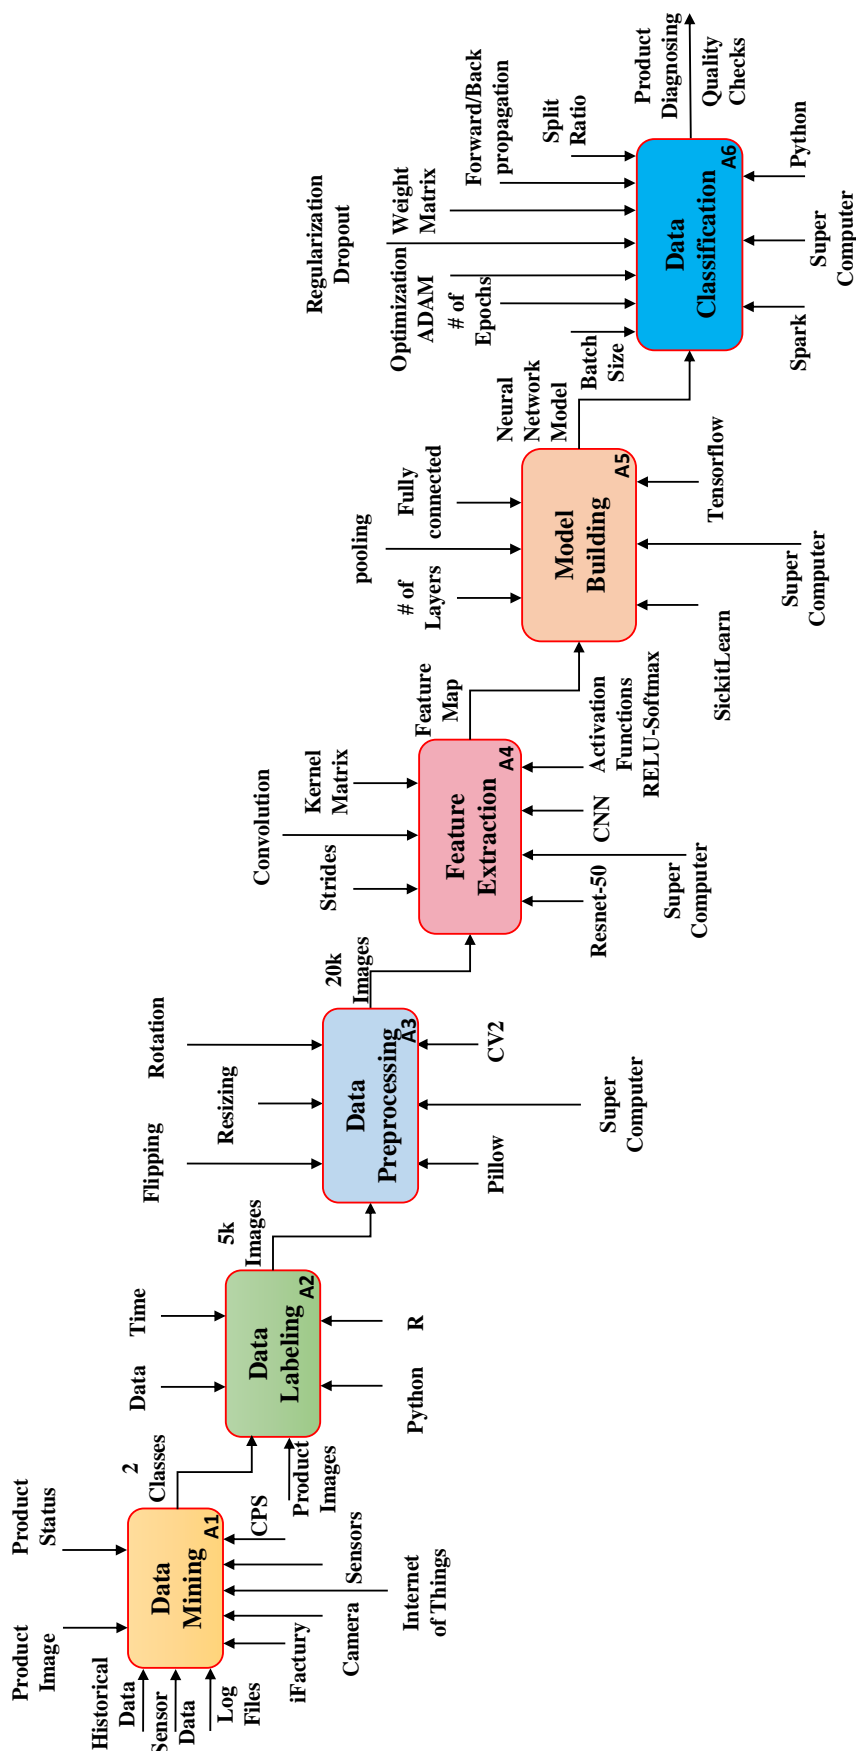 Historical
Data
Sensor
Data
Log
Files
Product
Image
Product
Status
Data
Mining
A1
iFactury
Camera
Internet
of Things
Sensors
CPS
2
Classes
Product
Images
Data
Time
Data
Labeling
A2
Python
R
5k
Images
Flipping
Resizing
Rotation
Data
Preprocessing
A3
Pillow
Super
Computer
CV2
20k
Images
Strides
Convolution
Kernel
Matrix
Feature
Extraction
A4
Resnet-50
Super
Computer
CNN
Activation
Functions
RELU-Softmax
Feature
Map
# of
Layers
pooling
Fully
connected
Model
Building
A5
SickitLearn
Super
Computer
Tensorflow
Neural
Network
Model
Batch
Size
# of
Epochs
Optimization
ADAM
Regularization
Dropout
Weight
Matrix
Forward/Back
propagation
Split
Ratio
Data
Classification
A6
Spark
Super
Computer
Python
Product
Diagnosing
Quality
Checks